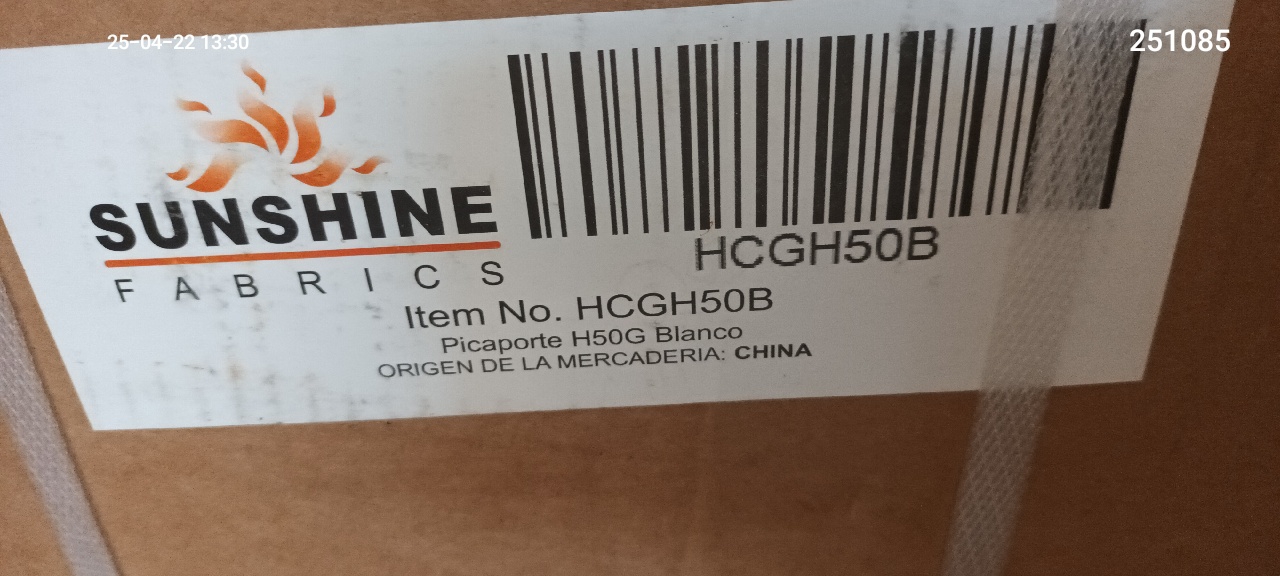 25-04-22 13:30
251085
SUNSHINE
FABRICS
HCGH50B
Item No. HCGH50B
Picaporte H50G Blanco
ORIGEN DE LA MERCADERIA: CHINA